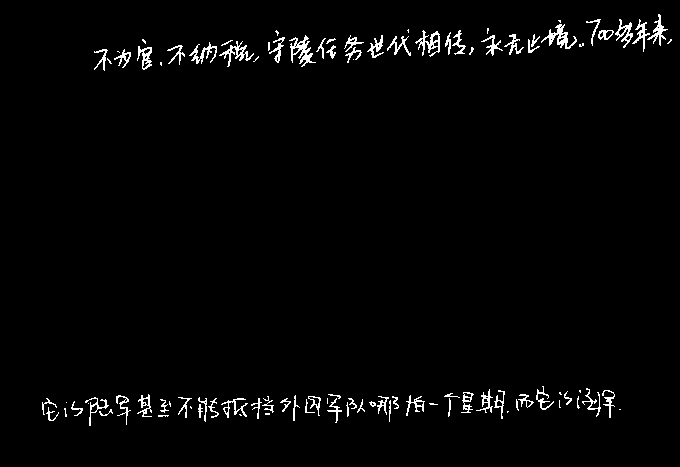 不为官、不纳税,守陵任务世代相传,永无止境。700多年来,
它的陆军甚至不能抵挡外国军队哪怕一个星期.而它的海军.